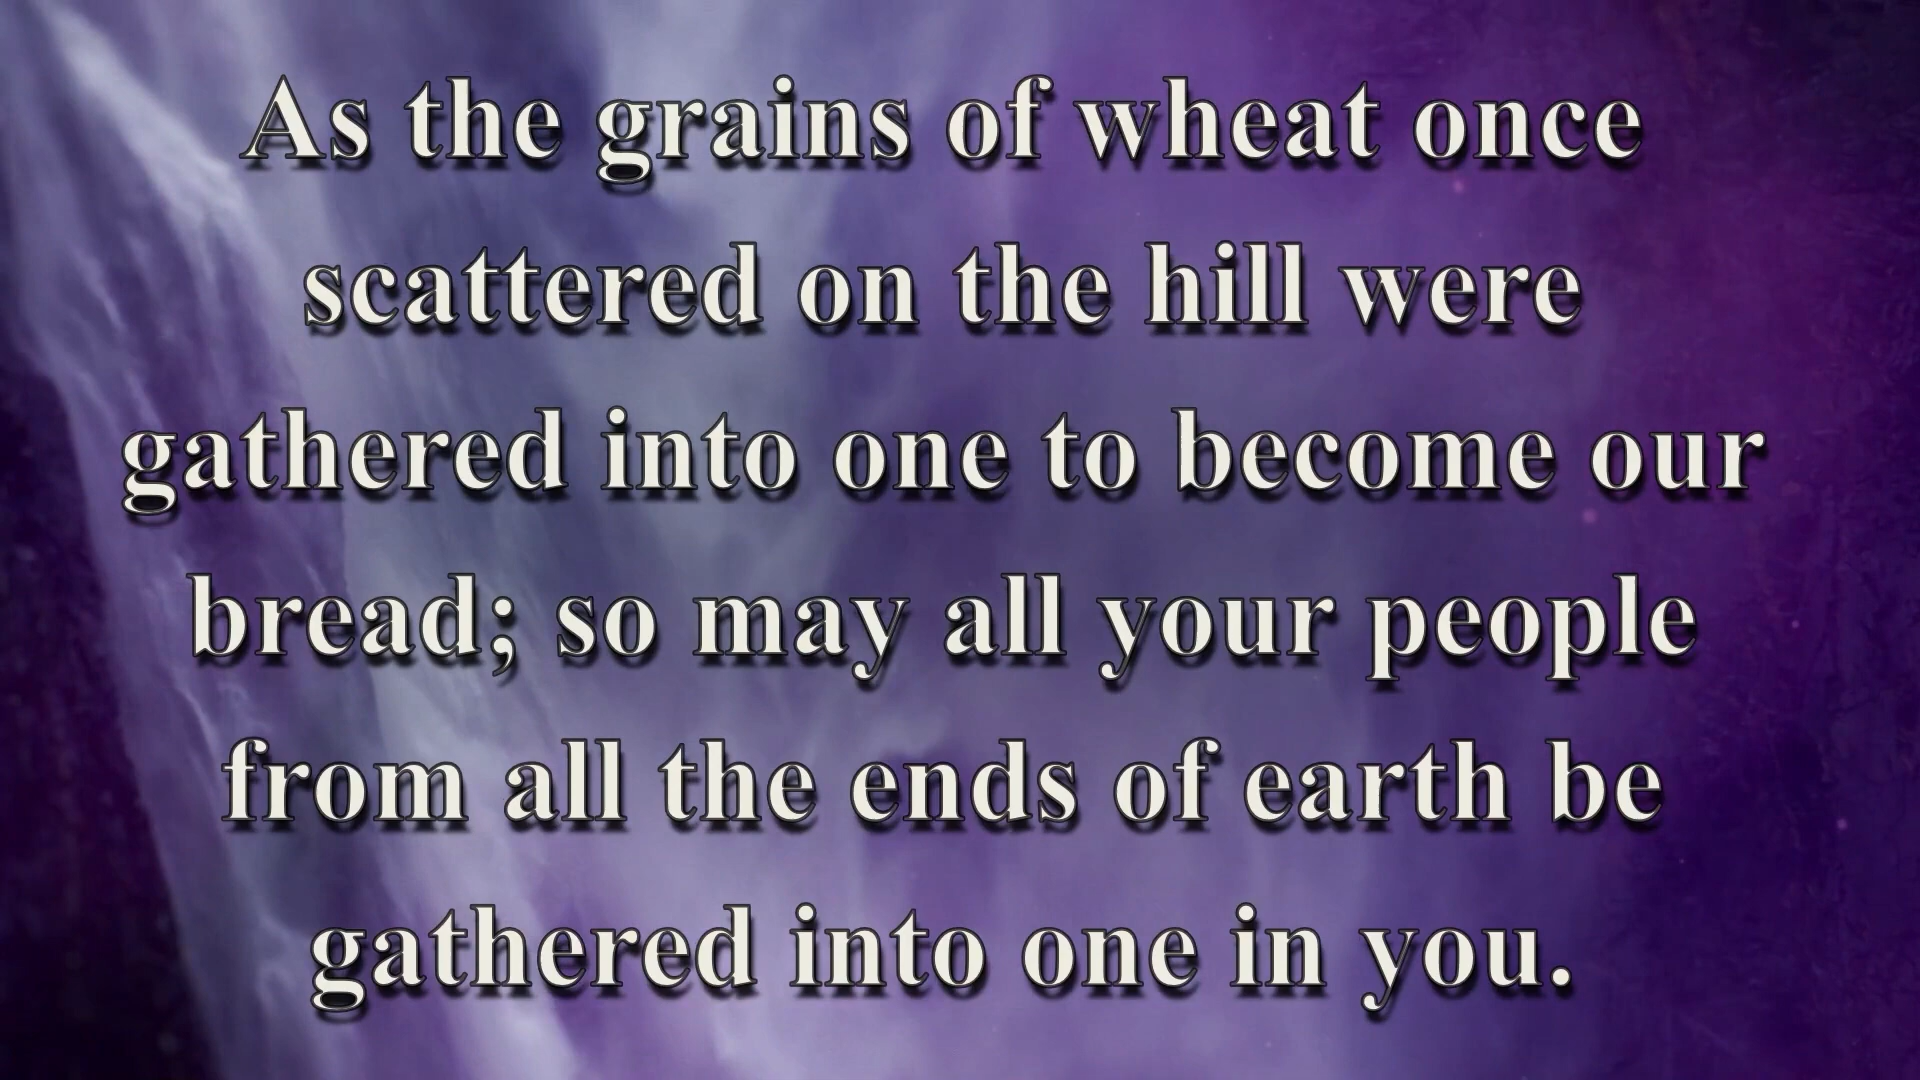 As the grains of wheat once
scattered on the hill were
gathered into one to become our
bread; so may all your people
from all the ends of earth be
gathered into one in you.